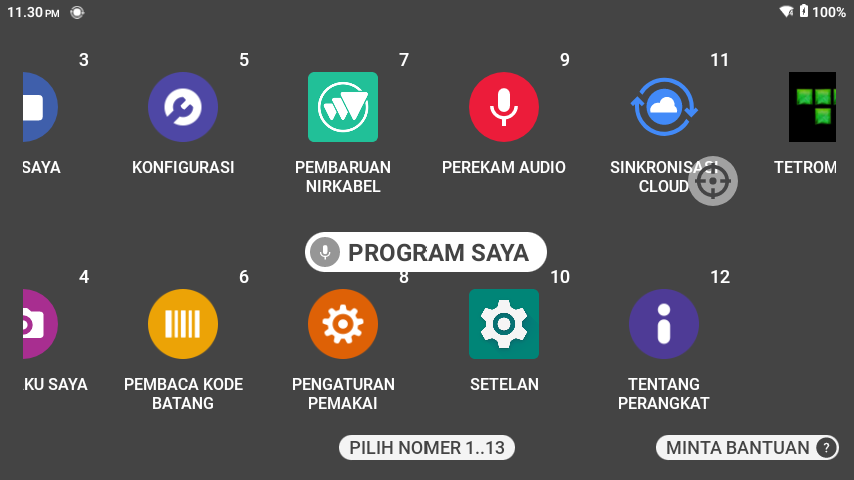 11.30 PM
100%
3
5
7
9
11
SAYA
KONFIGURASI
PEMBARUAN
NIRKABEL
PEREKAM AUDIO
SINKRONISASI
CLOUD
TETROM
PROGRAM SAYA
4
6
8
10
12
KU SAYA
PEMBACA KODE
BATANG
PENGATURAN
PEMAKAI
SETELAN
TENTANG
PERANGKAT
PILIH NOMER 1..13
MINTA BANTUAN ?